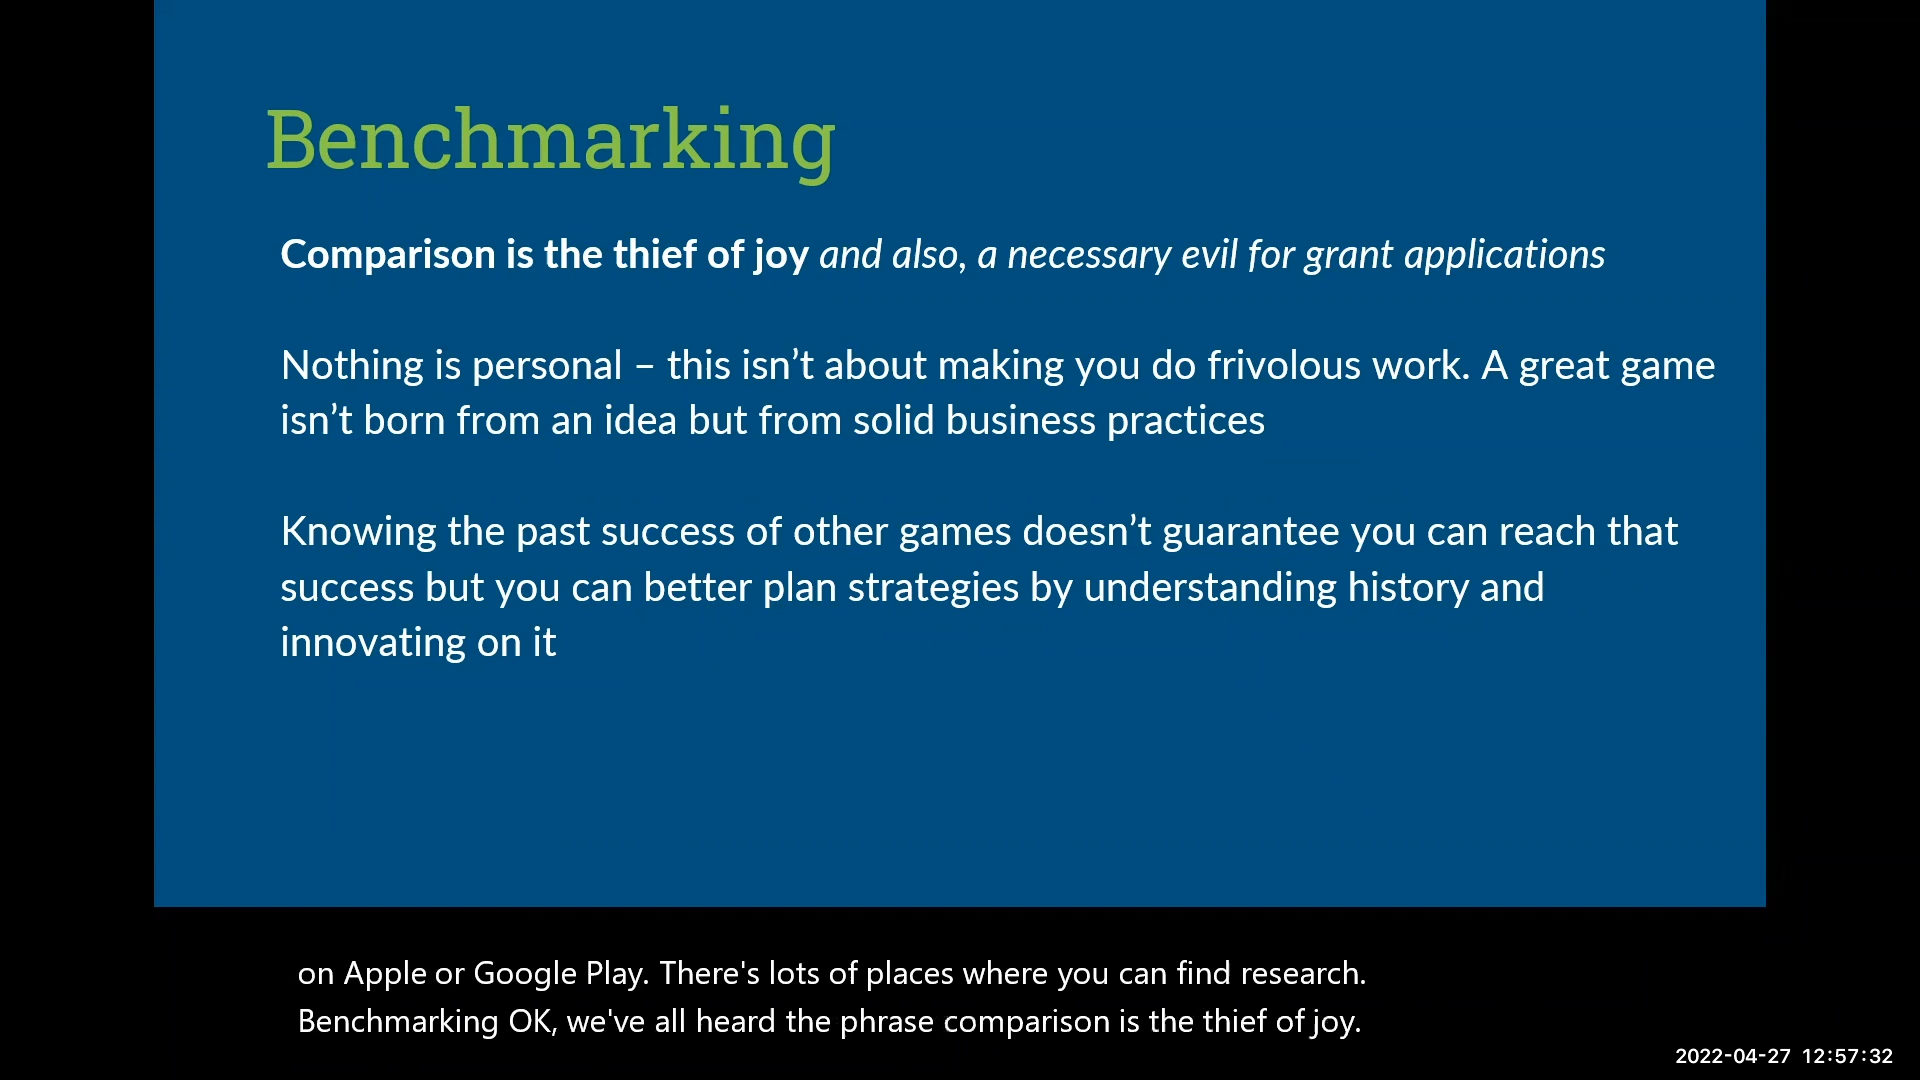 Benchmarking
Comparison is the thief of joy and also, a necessary evil for grant applications
Nothing is personal – this isn’t about making you do frivolous work. A great game
isn’t born from an idea but from solid business practices
Knowing the past success of other games doesn’t guarantee you can reach that
success but you can better plan strategies by understanding history and
innovating on it
on Apple or Google Play. There's lots of places where you can find research.
Benchmarking OK, we've all heard the phrase comparison is the thief of joy.
2022-04-27 12:57:32